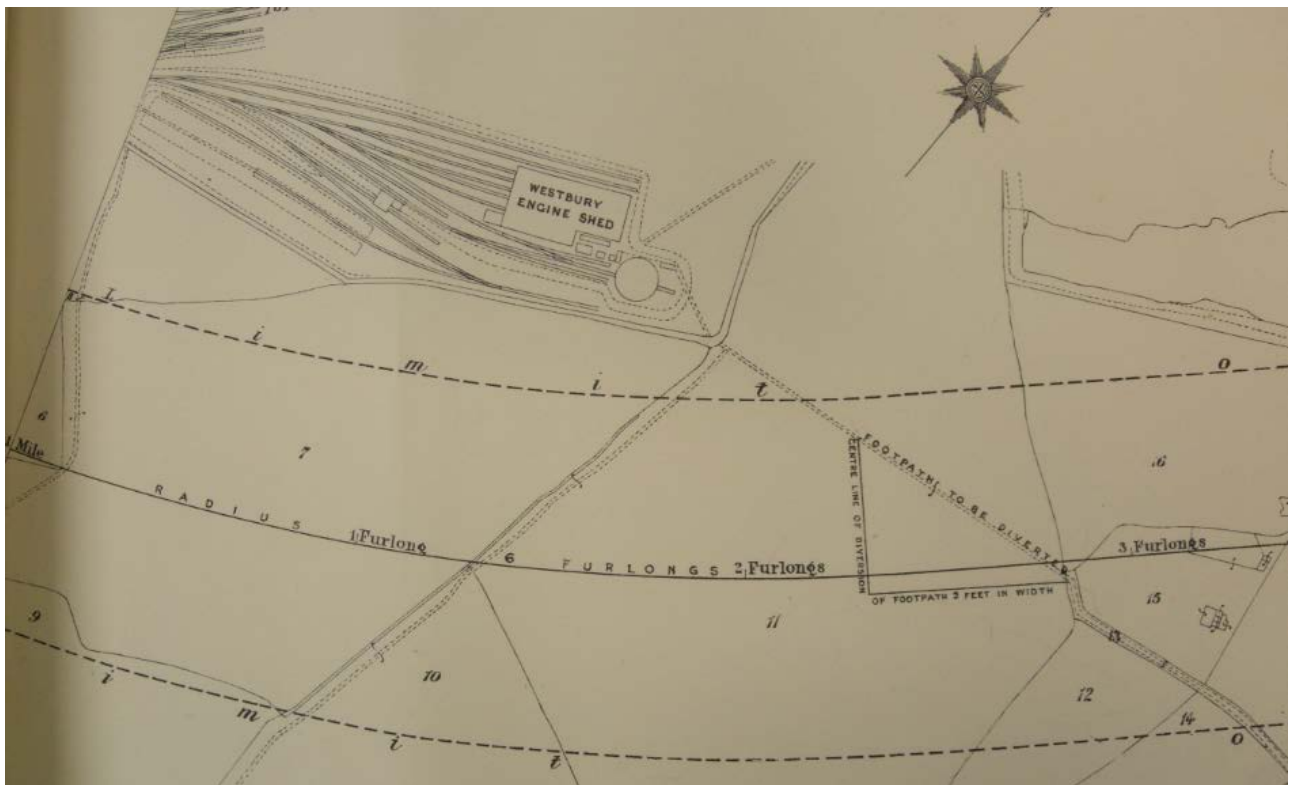 WESTBURY
ENGINE SHED
L i m i t o
6
1 Mile
7
16
FOOTPATH TO BE DIVERTED
CENTRE LINE OF DIVERSION
OF FOOTPATH 3 FEET IN WIDTH
RADIUS 6 FURLONGS
1 Furlong
2 Furlongs
3 Furlongs
9
10
11
15
13
12
14
i m i t o